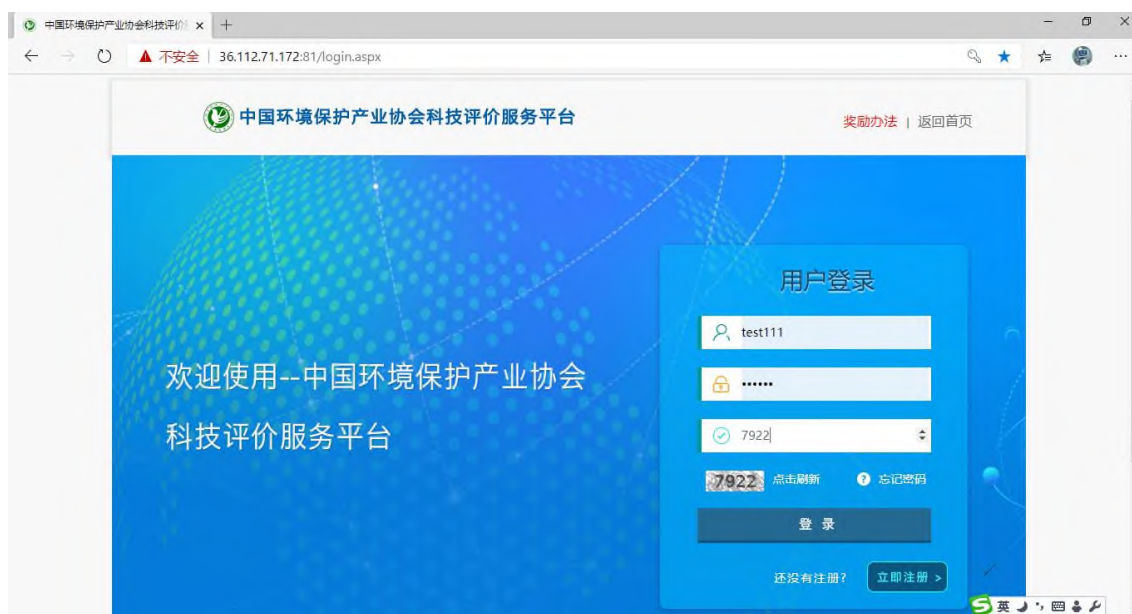 中国环境保护产业协会科技评价
不安全 | 36.112.71.172:81/login.aspx
中国环境保护产业协会科技评价服务平台
奖励办法 | 返回首页
用户登录
test111
••••••
欢迎使用--中国环境保护产业协会
科技评价服务平台
7922
7922 点击刷新 ? 忘记密码
登 录
还没有注册? 立即注册 >
英